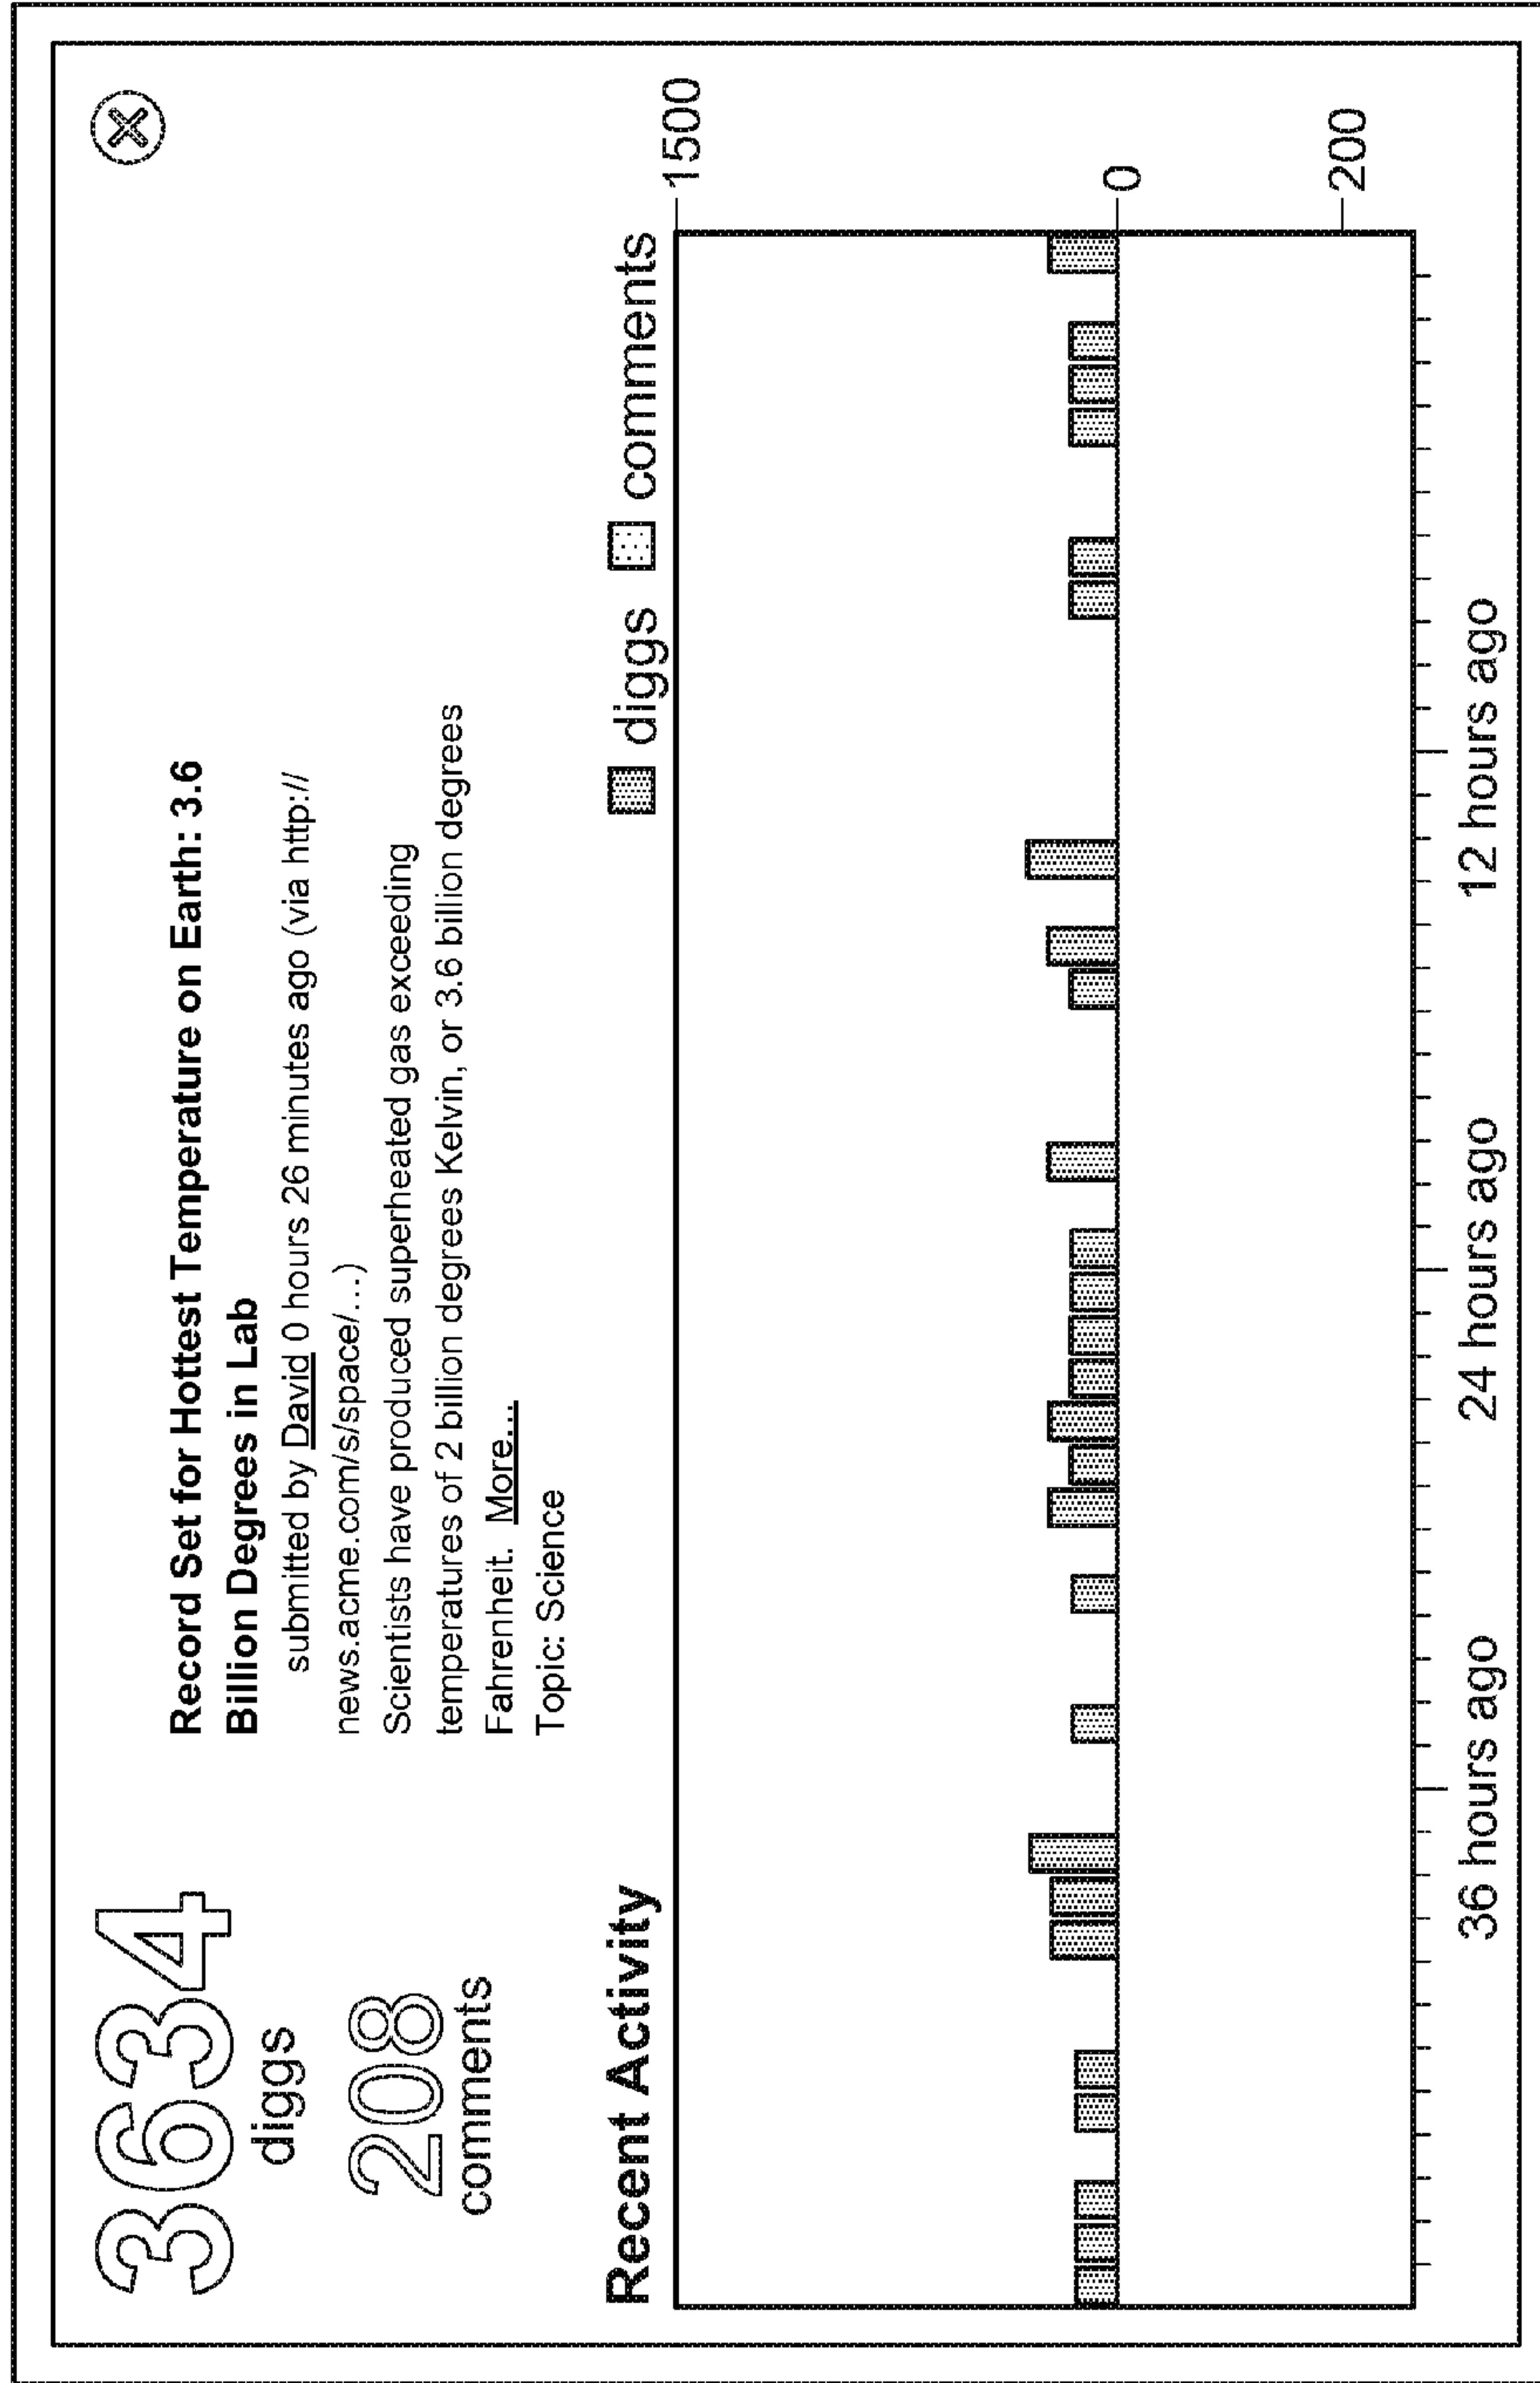 3634
diggs
208
comments
Record Set for Hottest Temperature on Earth: 3.6
Billion Degrees in Lab
submitted by David 0 hours 26 minutes ago (via http://
news.acme.com/s/space/...)
Scientists have produced superheated gas exceeding
temperatures of 2 billion degrees Kelvin, or 3.6 billion degrees
Fahrenheit. More...
Topic: Science
Recent Activity
diggs comments
1500
0
200
36 hours ago 24 hours ago 12 hours ago